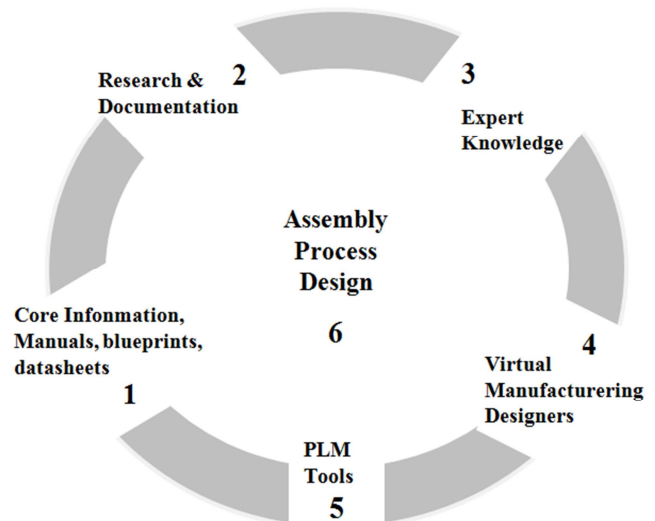 2
Research &
Documentation
3
Expert
Knowledge
Assembly
Process
Design
6
Core Infonmation,
Manuals, blueprints,
datasheets
1
4
Virtual
Manufacturering
Designers
PLM
Tools
5